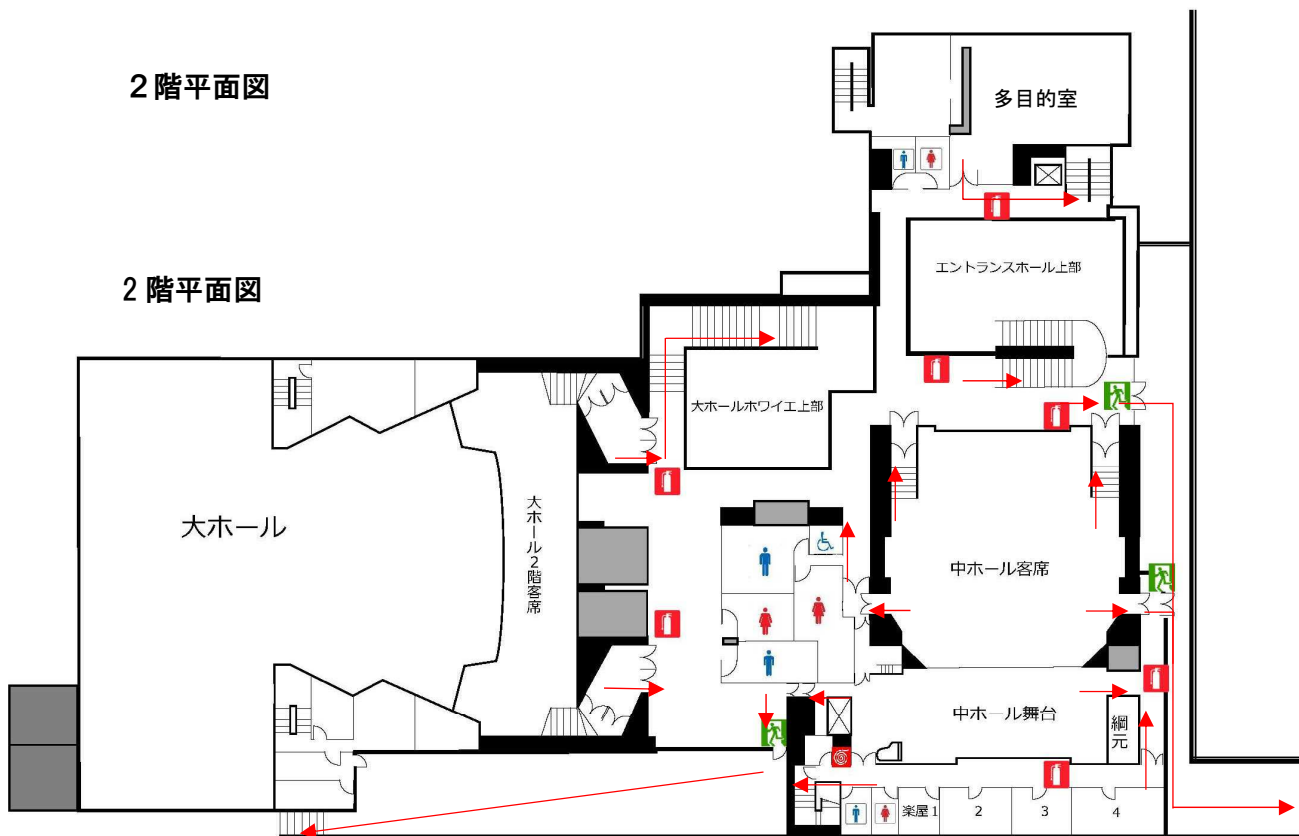 ２階平面図
多目的室
エントランスホール上部
2 階平面図
大ホールホワイエ上部
大ホール
大ホール2階客席
中ホール客席
中ホール舞台
綱元
楽屋1
2
3
4